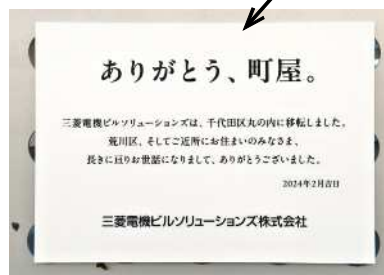 ありがとう、町屋。
三菱電機ビルソリューションズは、千代田区丸の内に移転しました。
荒川区、そしてご近所にお住まいのみなさま、
長きに亘りお世話になりまして、ありがとうございました。
2024年2月吉日
三菱電機ビルソリューションズ株式会社